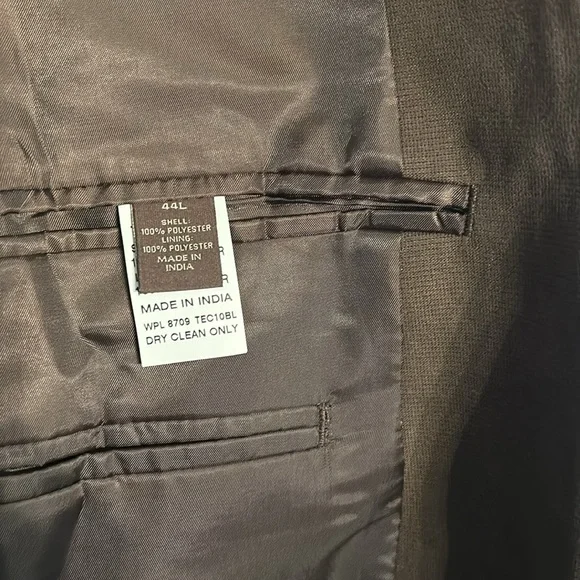 44L
SHELL:
100% POLYESTER
LINING:
100% POLYESTER
MADE IN
INDIA
R
R
MADE IN INDIA
WPL 8709 TEC10BL
DRY CLEAN ONLY